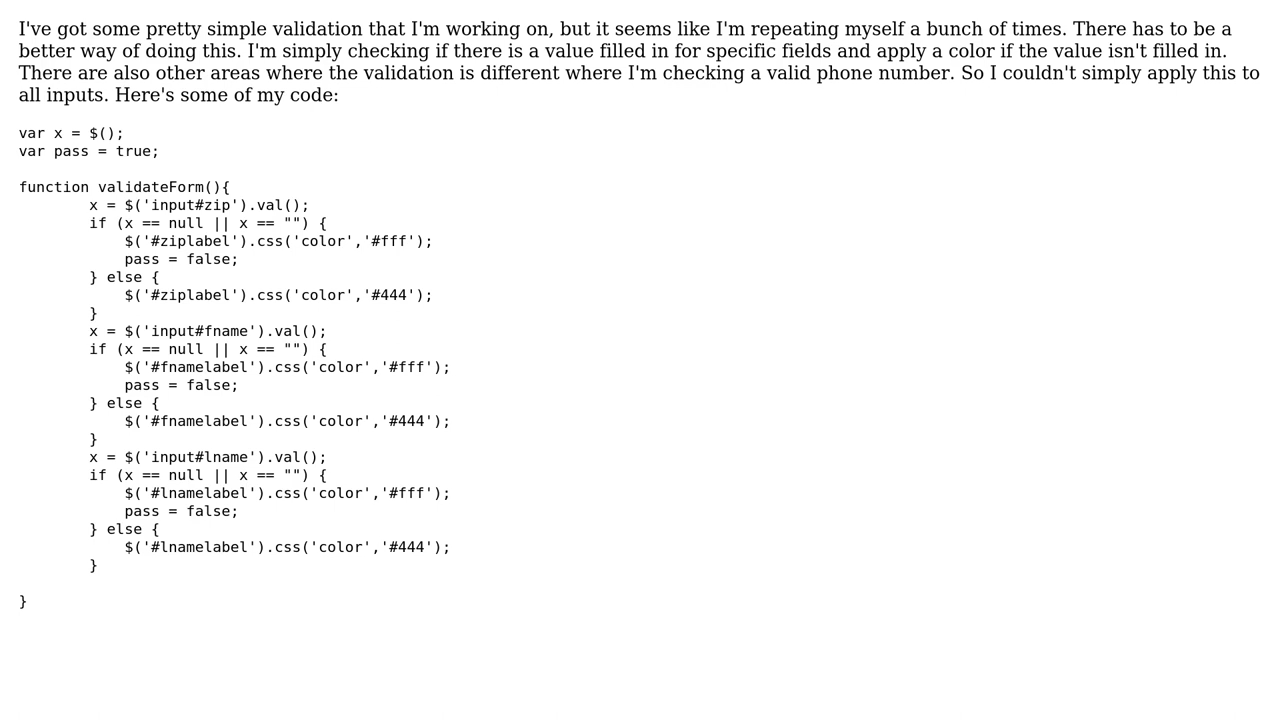 I've got some pretty simple validation that I'm working on, but it seems like I'm repeating myself a bunch of times. There has to be a
better way of doing this. I'm simply checking if there is a value filled in for specific fields and apply a color if the value isn't filled in.
There are also other areas where the validation is different where I'm checking a valid phone number. So I couldn't simply apply this to
all inputs. Here's some of my code:

var x = $();
var pass = true;

function validateForm(){
        x = $('input#zip').val();
        if (x == null || x == "") {
            $('#ziplabel').css('color','#fff');
            pass = false;
        } else {
            $('#ziplabel').css('color','#444');
        }
        x = $('input#fname').val();
        if (x == null || x == "") {
            $('#fnamelabel').css('color','#fff');
            pass = false;
        } else {
            $('#fnamelabel').css('color','#444');
        }
        x = $('input#lname').val();
        if (x == null || x == "") {
            $('#lnamelabel').css('color','#fff');
            pass = false;
        } else {
            $('#lnamelabel').css('color','#444');
        }

}